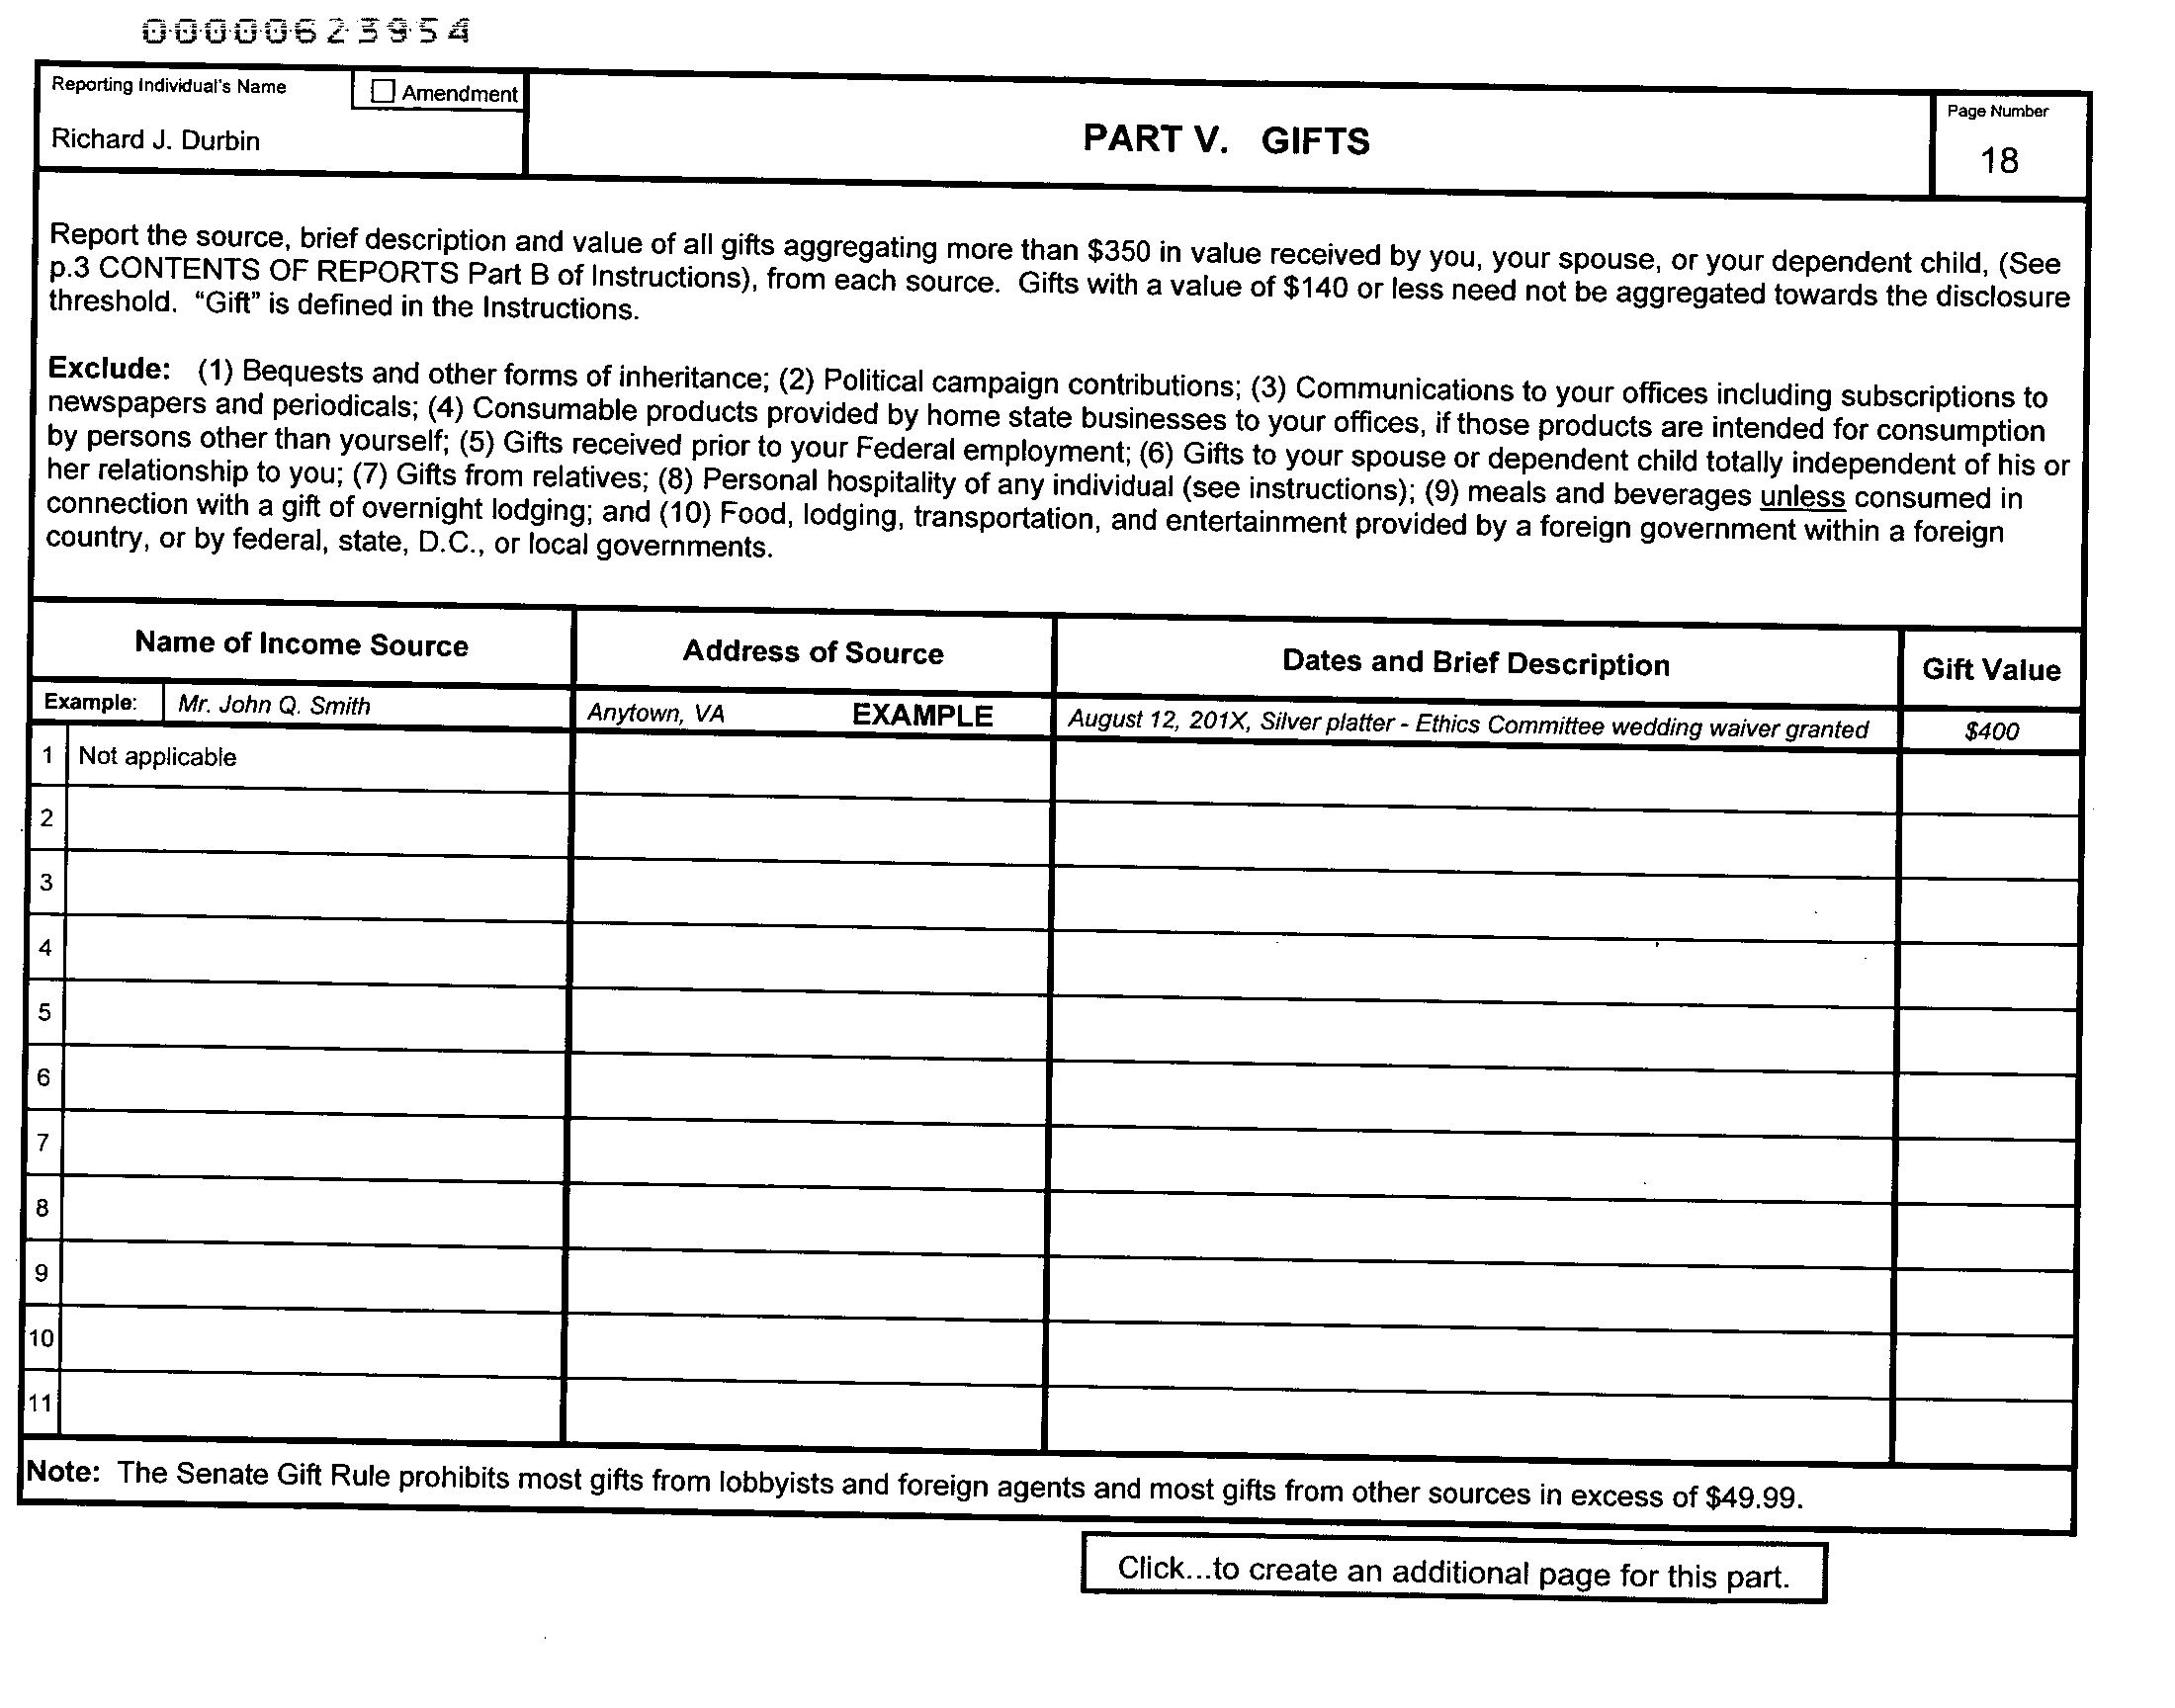 00000623954
Reporting Individual's Name
Amendment
Richard J. Durbin
PART V. GIFTS
Page Number
18
Report the source, brief description and value of all gifts aggregating more than $350 in value received by you, your spouse, or your dependent child, (See
p.3 CONTENTS OF REPORTS Part B of Instructions), from each source. Gifts with a value of $140 or less need not be aggregated towards the disclosure
threshold. “Gift” is defined in the Instructions.
Exclude: (1) Bequests and other forms of inheritance; (2) Political campaign contributions; (3) Communications to your offices including subscriptions to
newspapers and periodicals; (4) Consumable products provided by home state businesses to your offices, if those products are intended for consumption
by persons other than yourself; (5) Gifts received prior to your Federal employment; (6) Gifts to your spouse or dependent child totally independent of his or
her relationship to you; (7) Gifts from relatives; (8) Personal hospitality of any individual (see instructions); (9) meals and beverages unless consumed in
connection with a gift of overnight lodging; and (10) Food, lodging, transportation, and entertainment provided by a foreign government within a foreign
country, or by federal, state, D.C., or local governments.
Name of Income Source Address of Source Dates and Brief Description Gift Value
Example: Mr. John Q. Smith Anytown, VA EXAMPLE August 12, 201X, Silver platter - Ethics Committee wedding waiver granted $400
1 Not applicable
2
3
4
5
6
7
8
9
10
11
Note: The Senate Gift Rule prohibits most gifts from lobbyists and foreign agents and most gifts from other sources in excess of $49.99.
Click...to create an additional page for this part.